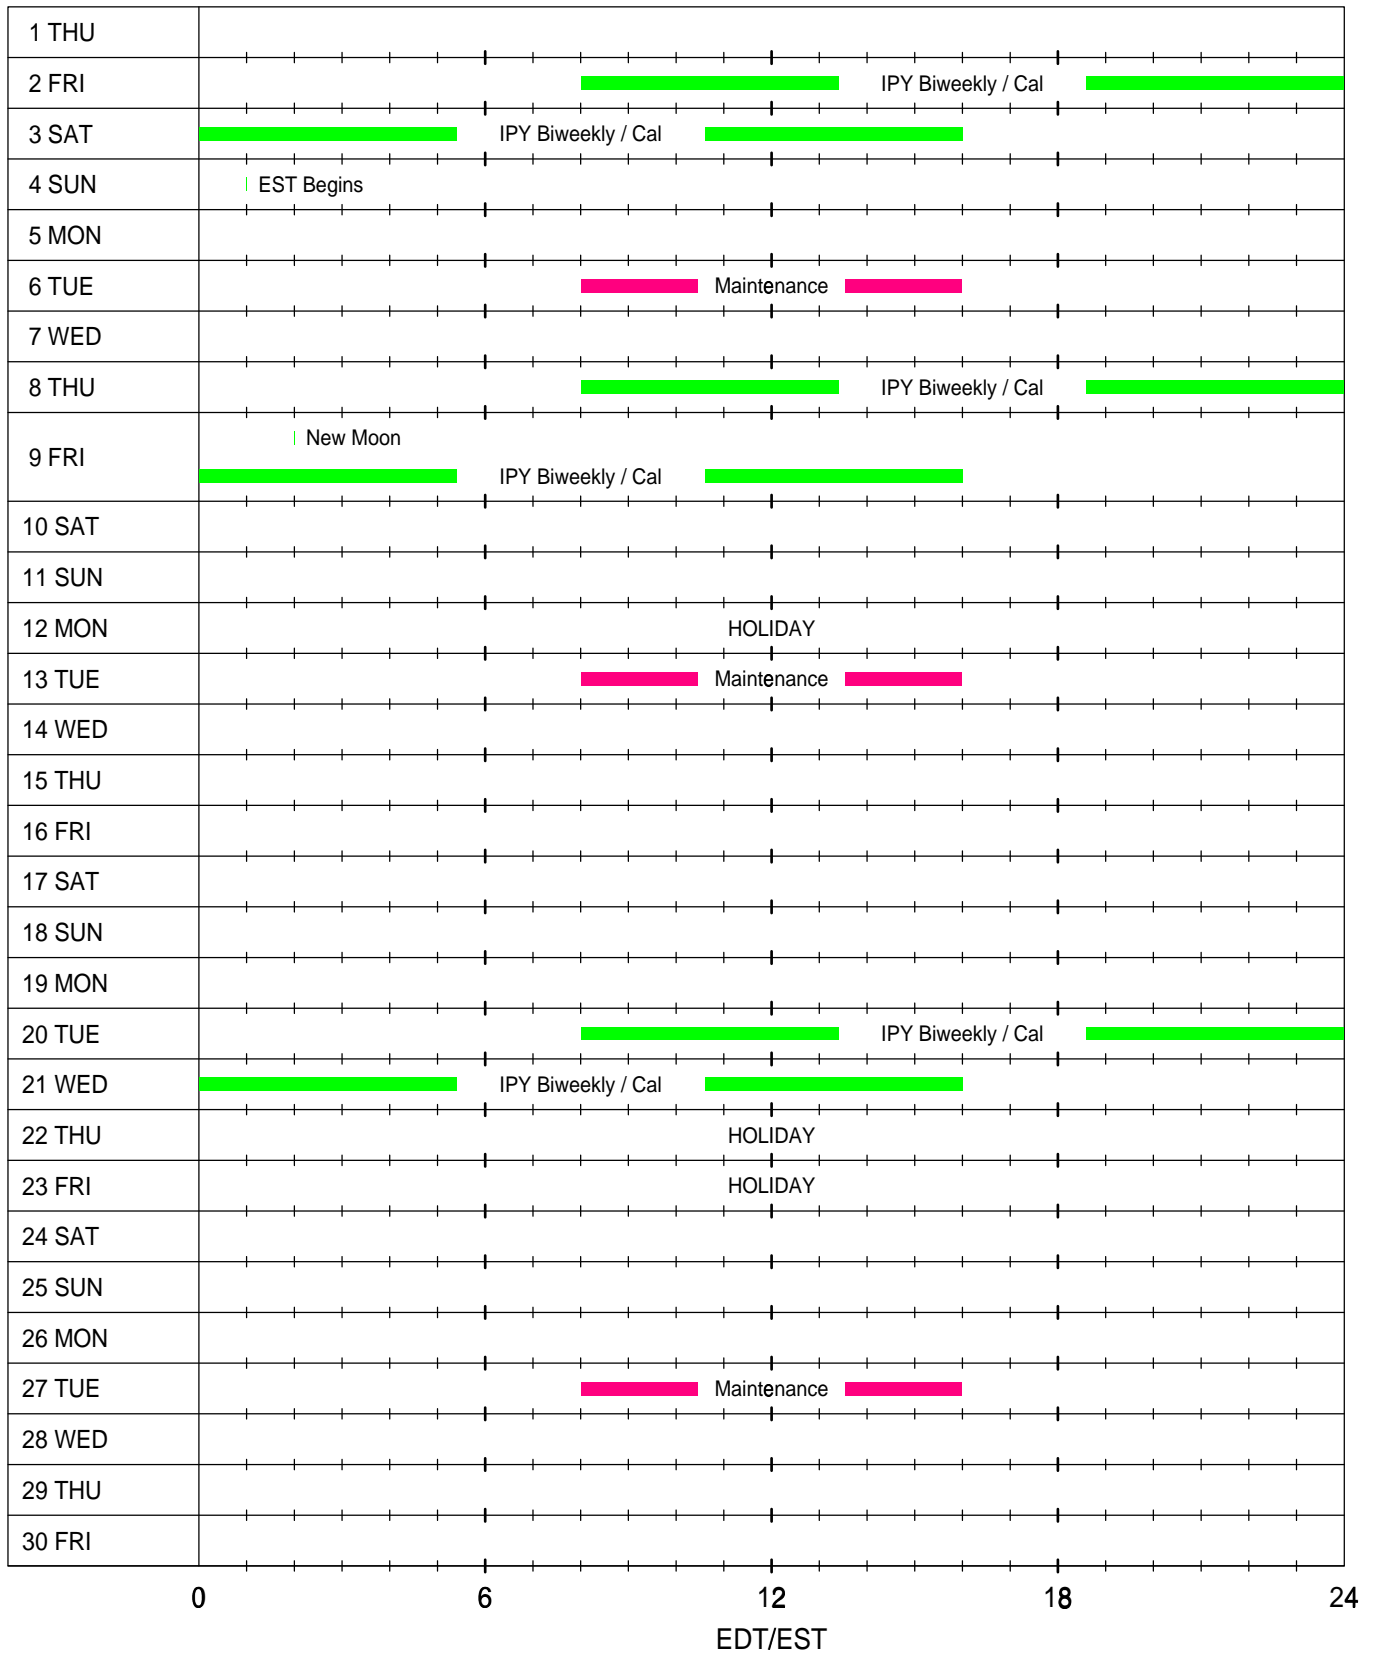 1 THU
2 FRI IPY Biweekly / Cal
3 SAT IPY Biweekly / Cal
4 SUN EST Begins
5 MON
6 TUE Maintenance
7 WED
8 THU IPY Biweekly / Cal
New Moon
9 FRI
IPY Biweekly / Cal
10 SAT
11 SUN
12 MON HOLIDAY
13 TUE Maintenance
14 WED
15 THU
16 FRI
17 SAT
18 SUN
19 MON
20 TUE IPY Biweekly / Cal
21 WED IPY Biweekly / Cal
22 THU HOLIDAY
23 FRI HOLIDAY
24 SAT
25 SUN
26 MON
27 TUE Maintenance
28 WED
29 THU
30 FRI
0 6 12 18 24
EDT/EST